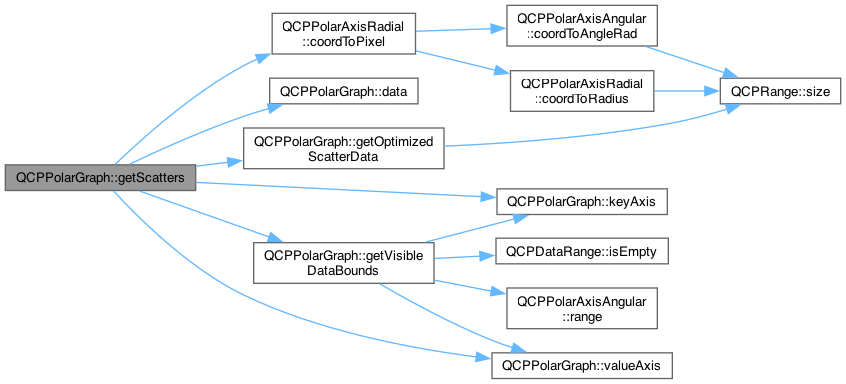 QCPPolarGraph::getScatters
QCPPolarAxisRadial
::coordToPixel
QCPPolarGraph::data
QCPPolarGraph::getOptimized
ScatterData
QCPPolarGraph::getVisible
DataBounds
QCPPolarAxisAngular
::coordToAngleRad
QCPPolarAxisRadial
::coordToRadius
QCPPolarGraph::keyAxis
QCPDataRange::isEmpty
QCPPolarAxisAngular
::range
QCPPolarGraph::valueAxis
QCPRange::size